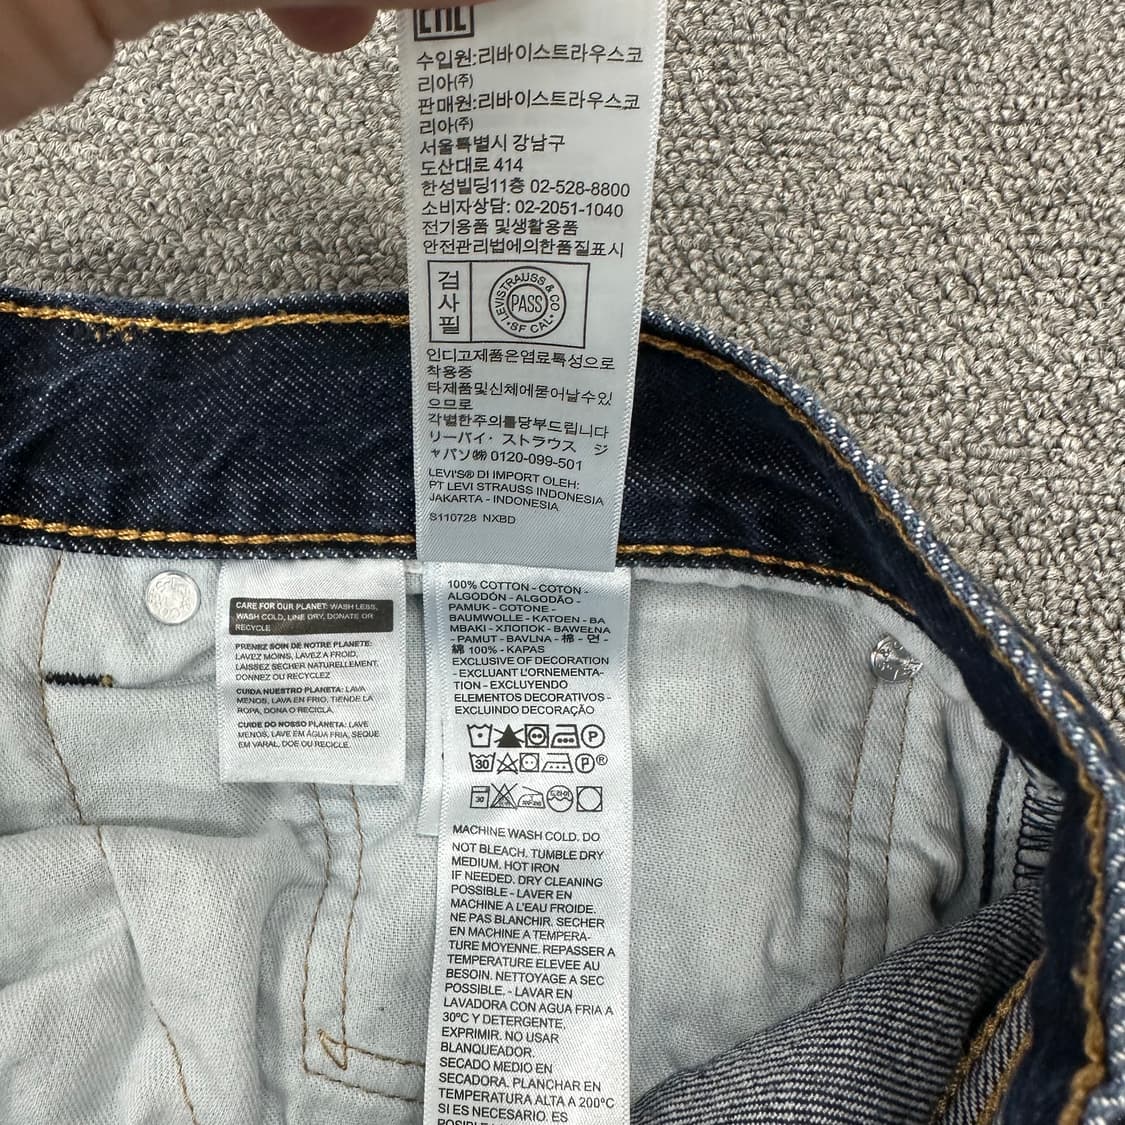 EAC
수입원:리바이스트라우스코
리아(주)
판매원:리바이스트라우스코
리아(주)
서울특별시 강남구
도산대로 414
한성빌딩11층 02-528-8800
소비자상담: 02-2051-1040
전기용품 및생활용품
안전관리법에의한품질표시
검
사
필
LEVI STRAUSS & CO
PASS
SF CAL
인디고제품은염료특성으로
착용중
타제품및신체에묻어날수있
으므로
각별한주의를당부드립니다
リーバイ・ストラウス ジ
ャパン㈱ 0120-099-501
LEVI'S® DI IMPORT OLEH:
PT LEVI STRAUSS INDONESIA
JAKARTA - INDONESIA
S110728 NXBD
CARE FOR OUR PLANET: WASH LESS,
WASH COLD, LINE DRY, DONATE OR
RECYCLE
PRENEZ SOIN DE NOTRE PLANETE:
LAVEZ MOINS, LAVEZ A FROID,
LAISSEZ SECHER NATURELLEMENT,
DONNEZ OU RECYCLEZ
CUIDA NUESTRO PLANETA: LAVA
MENOS, LAVA EN FRIO, TIENDE LA
ROPA, DONA O RECICLA.
CUIDE DO NOSSO PLANETA: LAVE
MENOS, LAVE EM ÁGUA FRIA, SEQUE
EM VARAL, DOE OU RECICLE.
100% COTTON - COTON -
ALGODÓN - ALGODÃO -
PAMUK - COTONE -
BAUMWOLLE - KATOEN - BA
MBAKI - ХЛОПОК - BAWEŁNA
- PAMUT - BAVLNA - 棉 - 면 -
綿 100% - KAPAS
EXCLUSIVE OF DECORATION
- EXCLUANT L'ORNEMENTA-
TION - EXCLUYENDO
ELEMENTOS DECORATIVOS -
EXCLUINDO DECORAÇÃO
P
30 P®
30 드라이
MACHINE WASH COLD. DO
NOT BLEACH. TUMBLE DRY
MEDIUM. HOT IRON
IF NEEDED. DRY CLEANING
POSSIBLE - LAVER EN
MACHINE A L'EAU FROIDE.
NE PAS BLANCHIR. SECHER
EN MACHINE A TEMPERA-
TURE MOYENNE. REPASSER A
TEMPERATURE ELEVEE AU
BESOIN. NETTOYAGE A SEC
POSSIBLE. - LAVAR EN
LAVADORA CON AGUA FRIA A
30ºC Y DETERGENTE,
EXPRIMIR. NO USAR
BLANQUEADOR.
SECADO MEDIO EN
SECADORA. PLANCHAR EN
TEMPERATURA ALTA A 200ºC
SI ES NECESARIO. ES